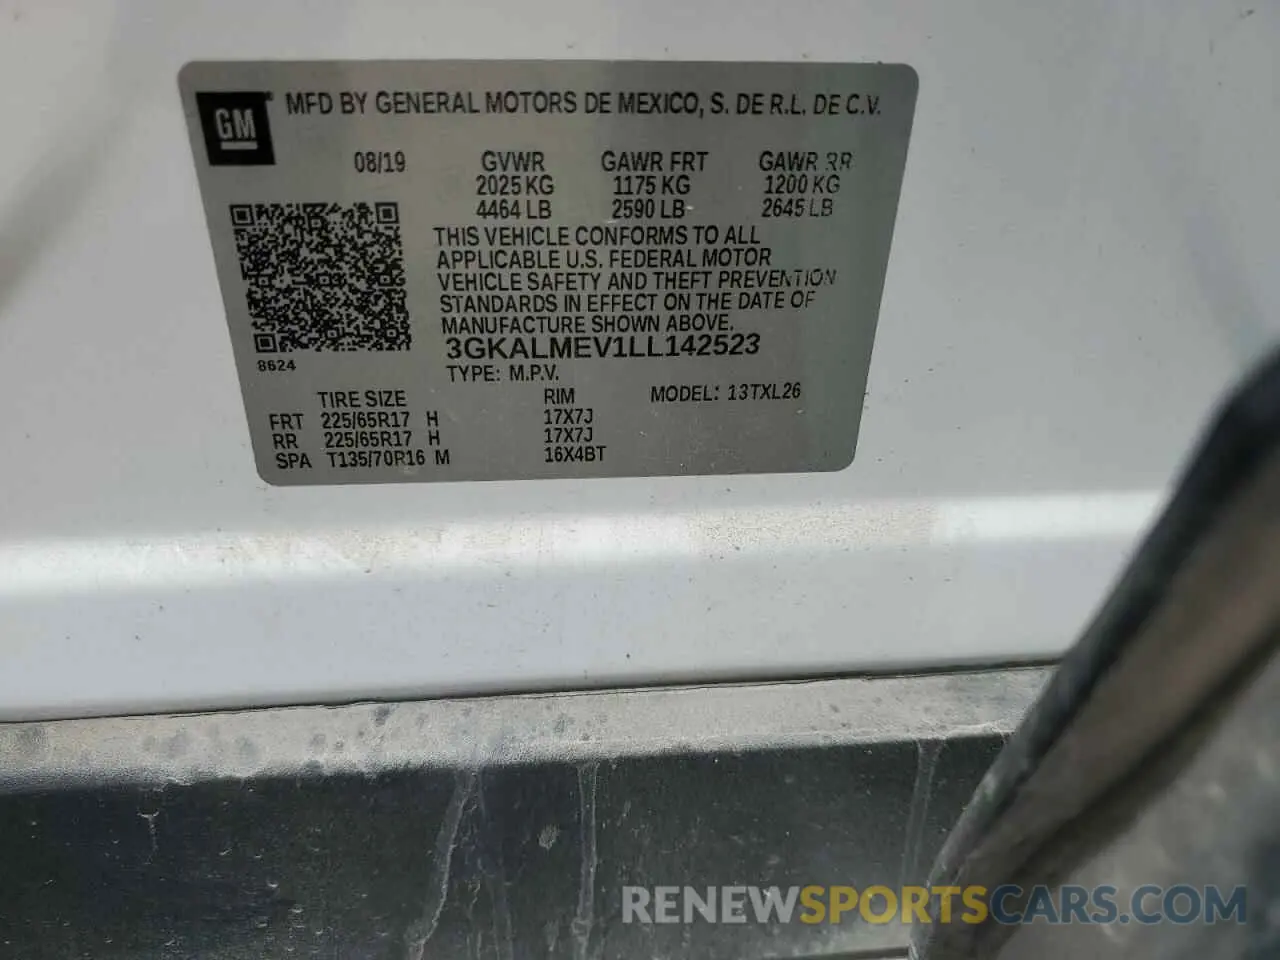 GM
MFD BY GENERAL MOTORS DE MEXICO, S. DE R.L. DE C.V.
08/19 GVWR GAWR FRT GAWR RR
2025 KG 1175 KG 1200 KG
4464 LB 2590 LB 2645 LB
THIS VEHICLE CONFORMS TO ALL
APPLICABLE U.S. FEDERAL MOTOR
VEHICLE SAFETY AND THEFT PREVENTION
STANDARDS IN EFFECT ON THE DATE OF
MANUFACTURE SHOWN ABOVE.
3GKALMEV1LL142523
8624
TYPE: M.P.V.
TIRE SIZE RIM MODEL: 13TXL26
FRT 225/65R17 H 17X7J
RR 225/65R17 H 17X7J
SPA T135/70R16 M 16X4BT
RENEWSPORTSCARS.COM